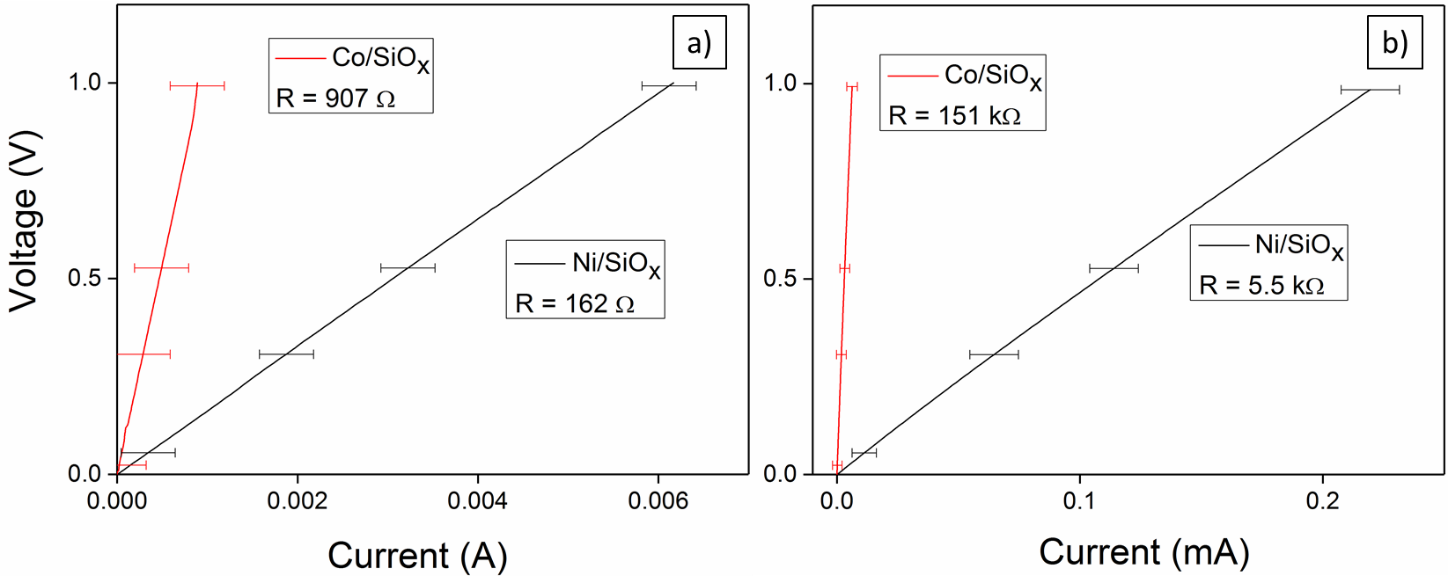 a)
Co/SiOx
R = 907 Ω
Ni/SiOx
R = 162 Ω
1.0
0.5
0.0
0.000
0.002
0.004
0.006
Voltage (V)
Current (A)
b)
Co/SiOx
R = 151 kΩ
Ni/SiOx
R = 5.5 kΩ
1.0
0.5
0.0
0.0
0.1
0.2
Current (mA)